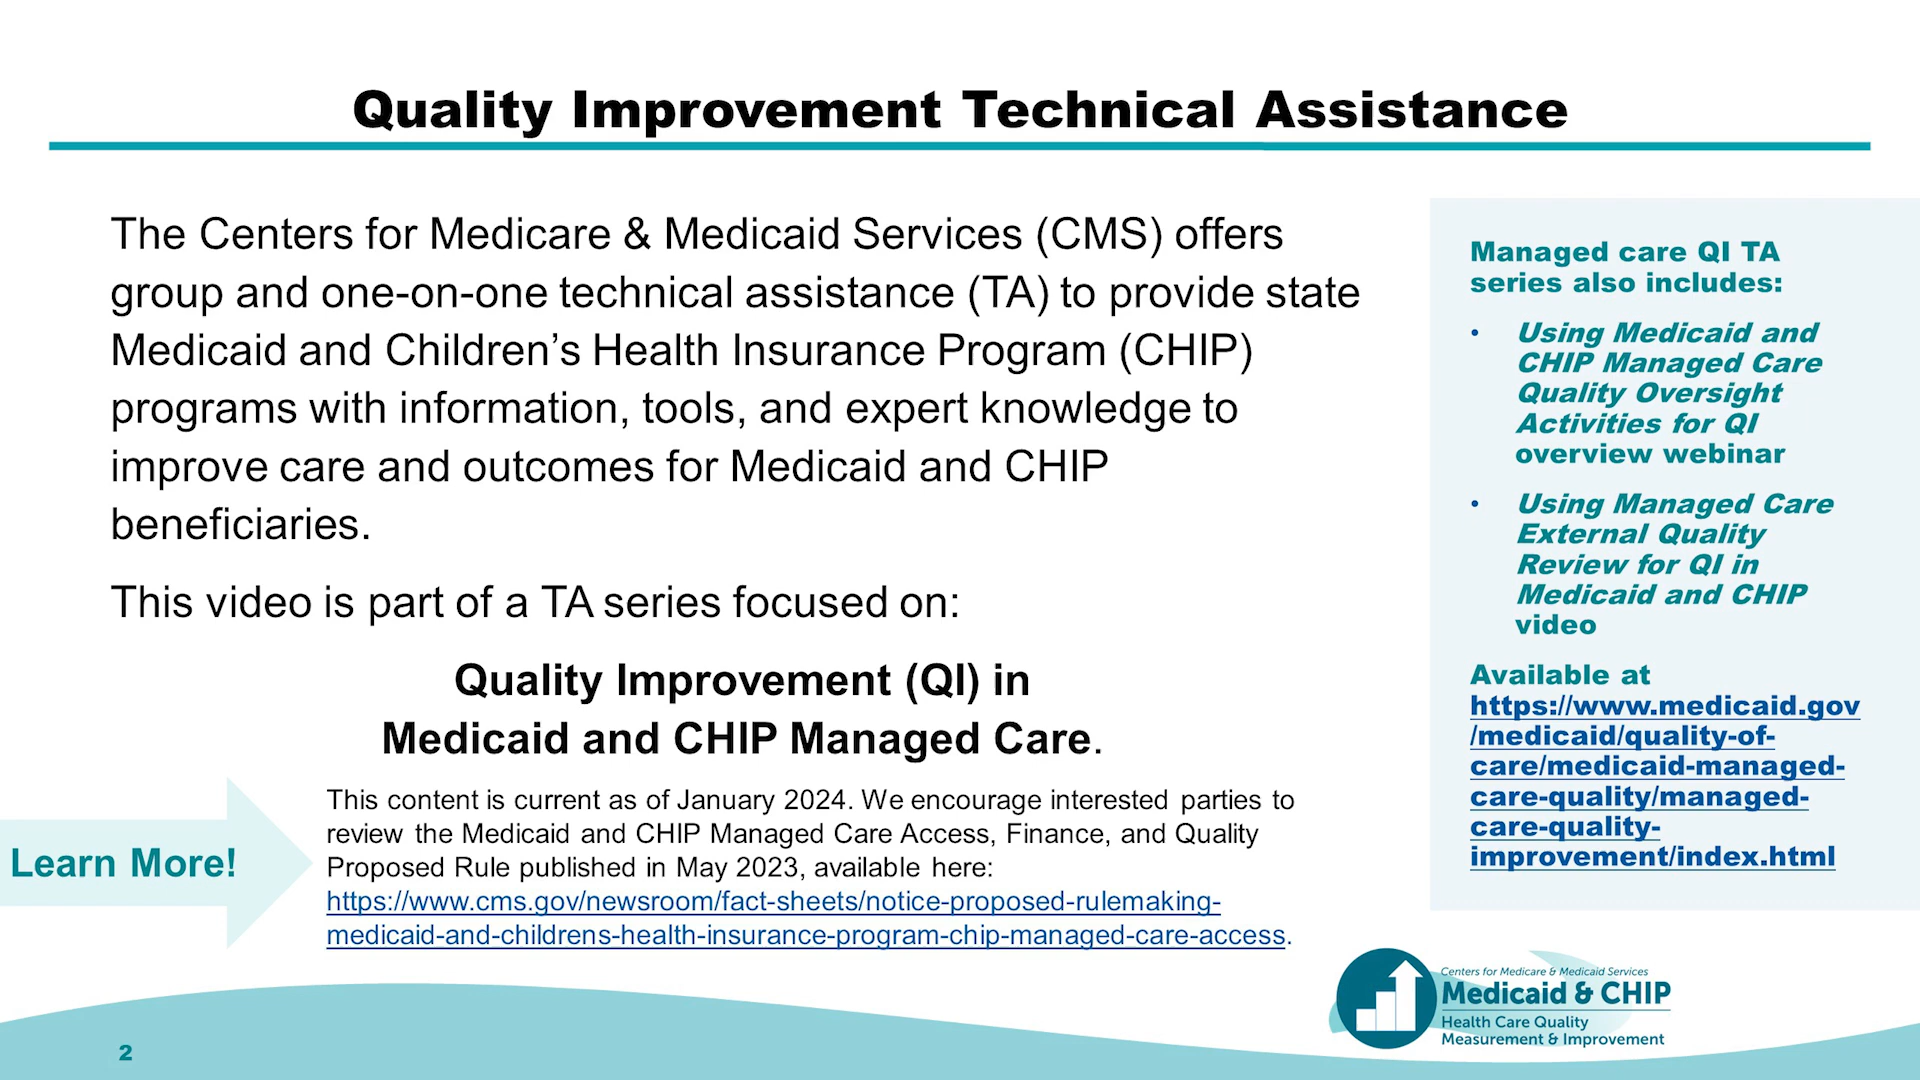 Quality Improvement Technical Assistance
The Centers for Medicare & Medicaid Services (CMS) offers
group and one-on-one technical assistance (TA) to provide state
Medicaid and Children’s Health Insurance Program (CHIP)
programs with information, tools, and expert knowledge to
improve care and outcomes for Medicaid and CHIP
beneficiaries.
This video is part of a TA series focused on:
Quality Improvement (QI) in
Medicaid and CHIP Managed Care.
Learn More!
This content is current as of January 2024. We encourage interested parties to
review the Medicaid and CHIP Managed Care Access, Finance, and Quality
Proposed Rule published in May 2023, available here:
https://www.cms.gov/newsroom/fact-sheets/notice-proposed-rulemaking-
medicaid-and-childrens-health-insurance-program-chip-managed-care-access.
Managed care QI TA
series also includes:
• Using Medicaid and
CHIP Managed Care
Quality Oversight
Activities for QI
overview webinar
• Using Managed Care
External Quality
Review for QI in
Medicaid and CHIP
video
Available at
https://www.medicaid.gov
/medicaid/quality-of-
care/medicaid-managed-
care-quality/managed-
care-quality-
improvement/index.html
Centers for Medicare & Medicaid Services
Medicaid & CHIP
Health Care Quality
Measurement & Improvement
2